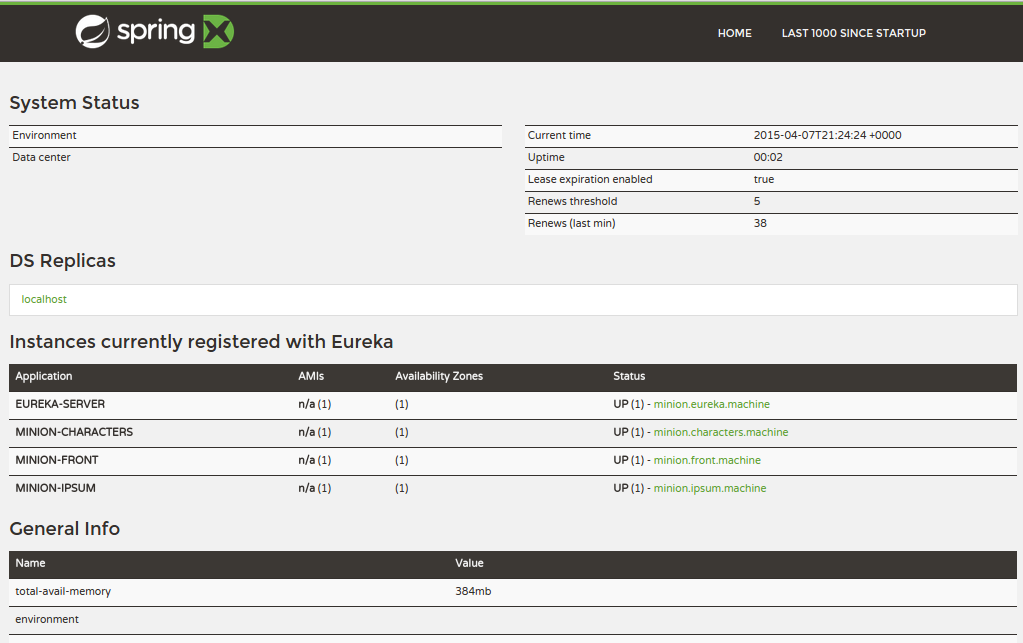 spring
HOME LAST 1000 SINCE STARTUP
System Status
Environment
Data center
Current time 2015-04-07T21:24:24 +0000
Uptime 00:02
Lease expiration enabled true
Renews threshold 5
Renews (last min) 38
DS Replicas
localhost
Instances currently registered with Eureka
Application AMIs Availability Zones Status
EUREKA-SERVER n/a (1) (1) UP (1) - minion.eureka.machine
MINION-CHARACTERS n/a (1) (1) UP (1) - minion.characters.machine
MINION-FRONT n/a (1) (1) UP (1) - minion.front.machine
MINION-IPSUM n/a (1) (1) UP (1) - minion.ipsum.machine
General Info
Name Value
total-avail-memory 384mb
environment